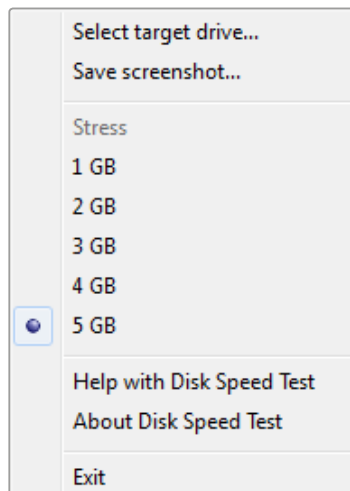 Select target drive...
Save screenshot...
Stress
1 GB
2 GB
3 GB
4 GB
5 GB
Help with Disk Speed Test
About Disk Speed Test
Exit